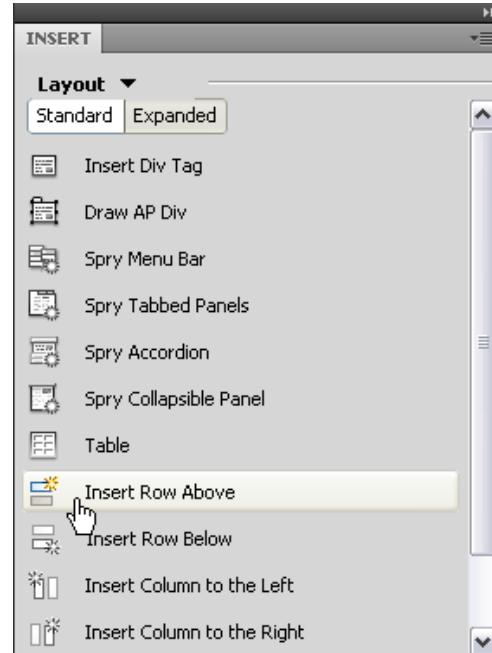 INSERT
Layout
Standard Expanded
Insert Div Tag
Draw AP Div
Spry Menu Bar
Spry Tabbed Panels
Spry Accordion
Spry Collapsible Panel
Table
Insert Row Above
Insert Row Below
Insert Column to the Left
Insert Column to the Right